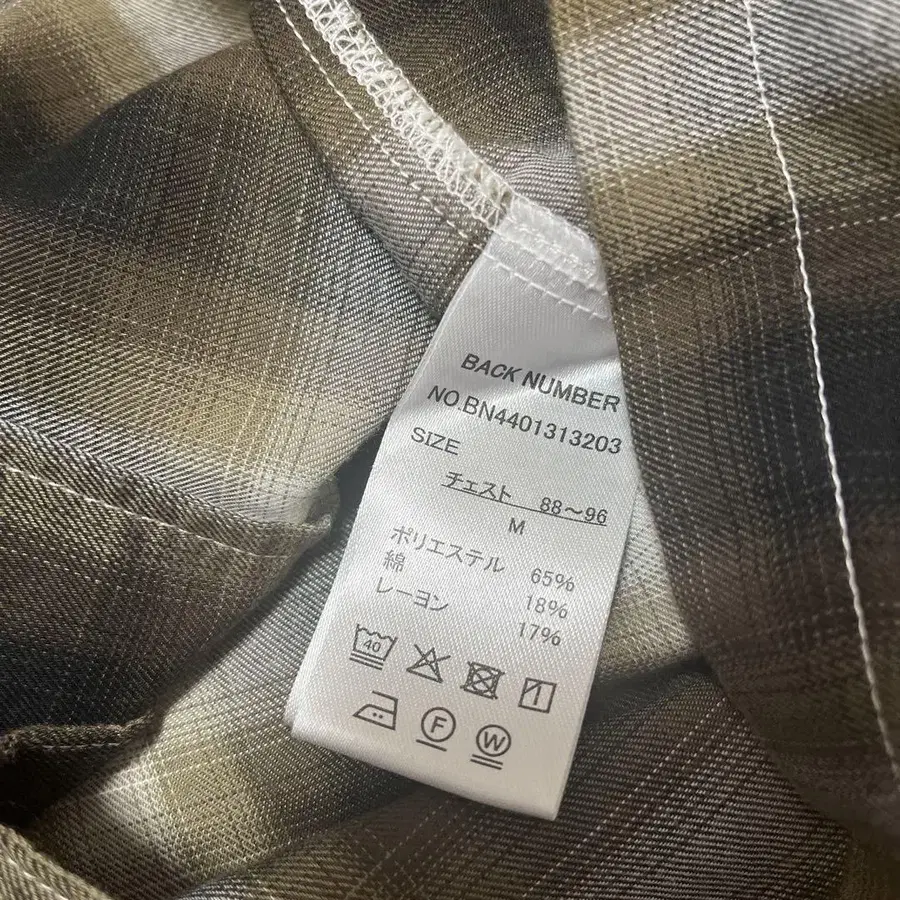 BACK NUMBER
NO.BN4401313203
SIZE
チェスト 88～96
M
ポリエステル 65%
綿 18%
レーヨン 17%
40
F
W